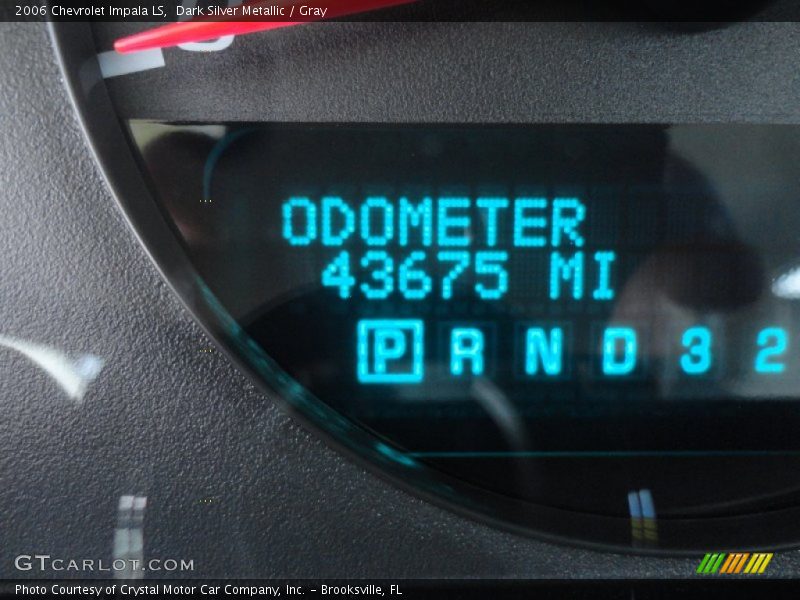 2006 Chevrolet Impala LS,  Dark Silver Metallic / Gray
ODOMETER
43675 MI
P R N D 3 2
GTCARLOT.COM
Photo Courtesy of Crystal Motor Car Company, Inc. – Brooksville, FL